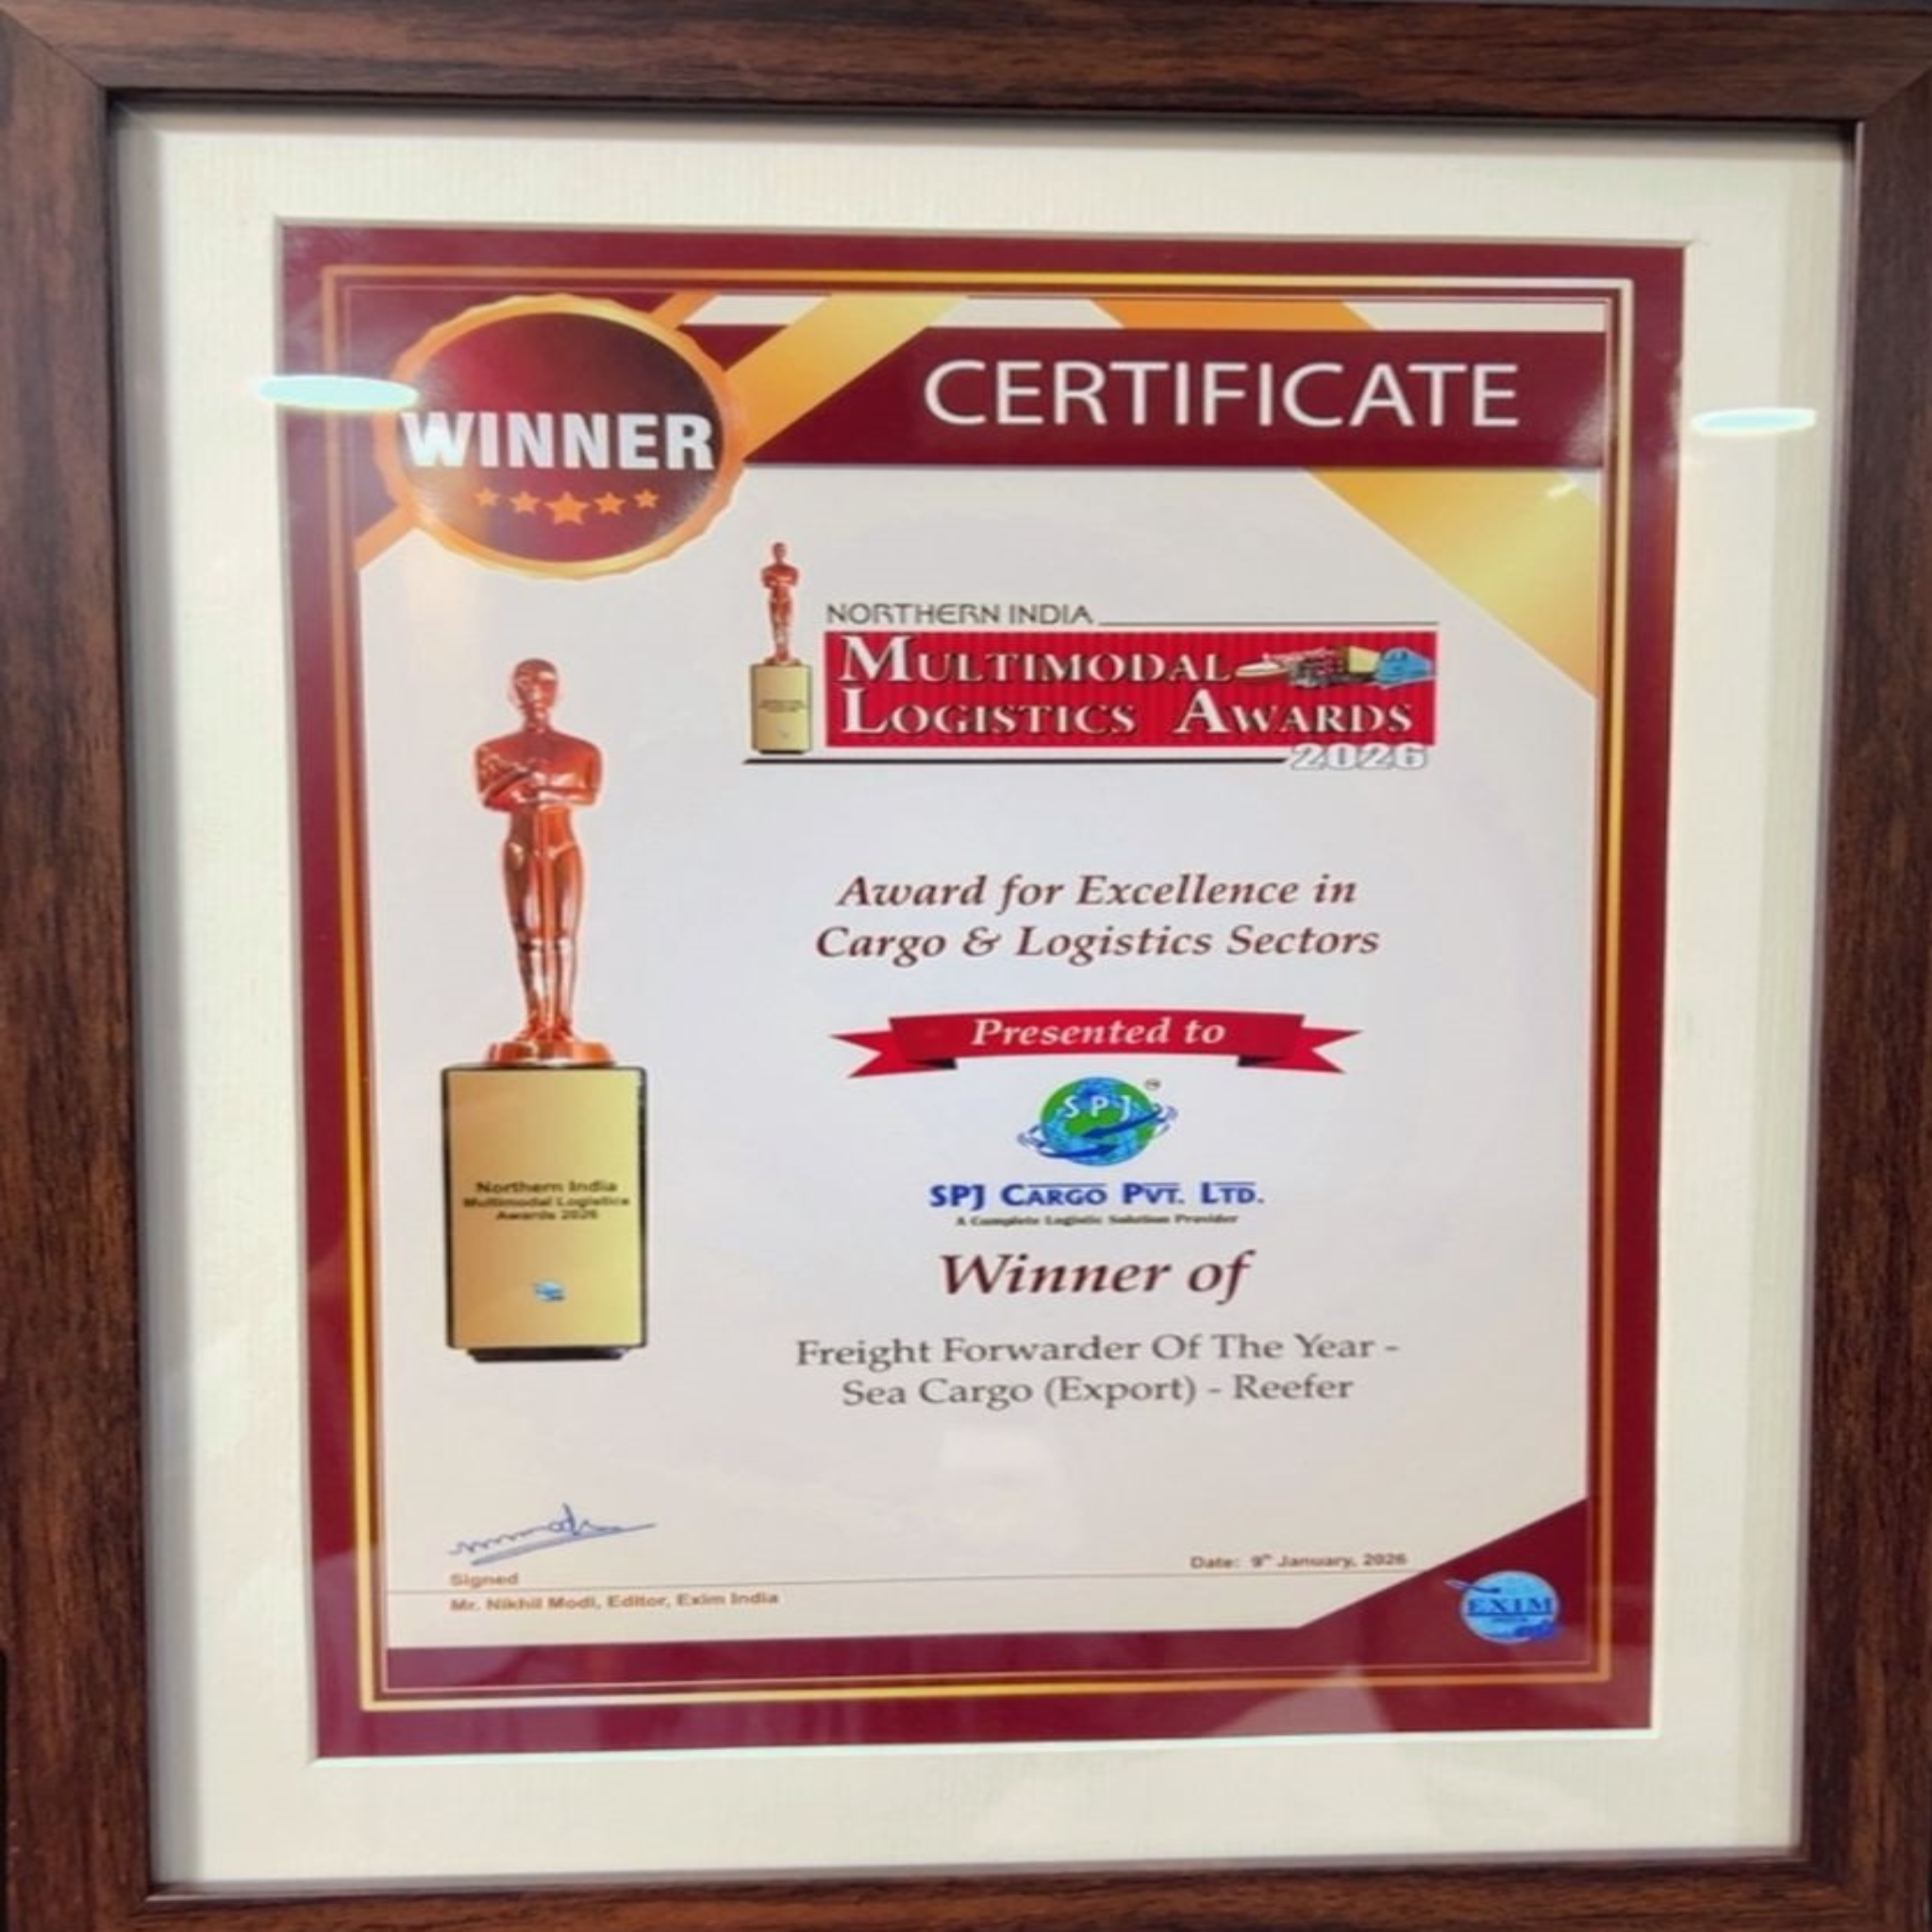 CERTIFICATE
WINNER
NORTHERN INDIA
MULTIMODAL
LOGISTICS AWARDS
2026
Award for Excellence in
Cargo & Logistics Sectors
Presented to
SPJ
TM
SPJ CARGO PVT. LTD.
A Complete Logistic Solution Provider
Winner of
Freight Forwarder Of The Year -
Sea Cargo (Export) - Reefer
Northern India
Multimodal Logistics
Awards 2026
Date: 9th January, 2026
Signed
Mr. Nikhil Modi, Editor, Exim India
EXIM